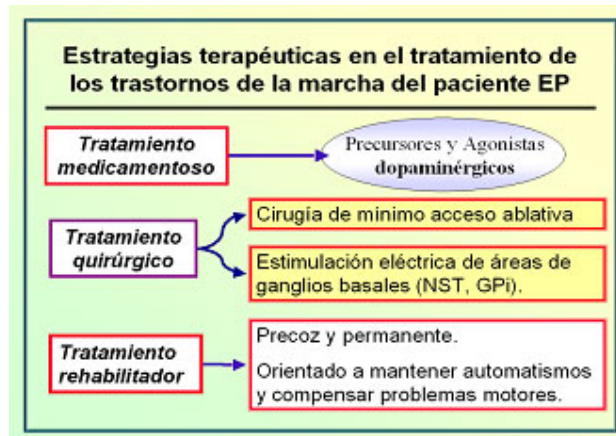 Estrategias terapéuticas en el tratamiento de
los trastornos de la marcha del paciente EP
Tratamiento
medicamentoso
Precursores y Agonistas
dopaminérgicos
Tratamiento
quirúrgico
Cirugía de mínimo acceso ablativa
Estimulación eléctrica de áreas de
ganglios basales (NST, GPi).
Tratamiento
rehabilitador
Precoz y permanente.
Orientado a mantener automatismos
y compensar problemas motores.